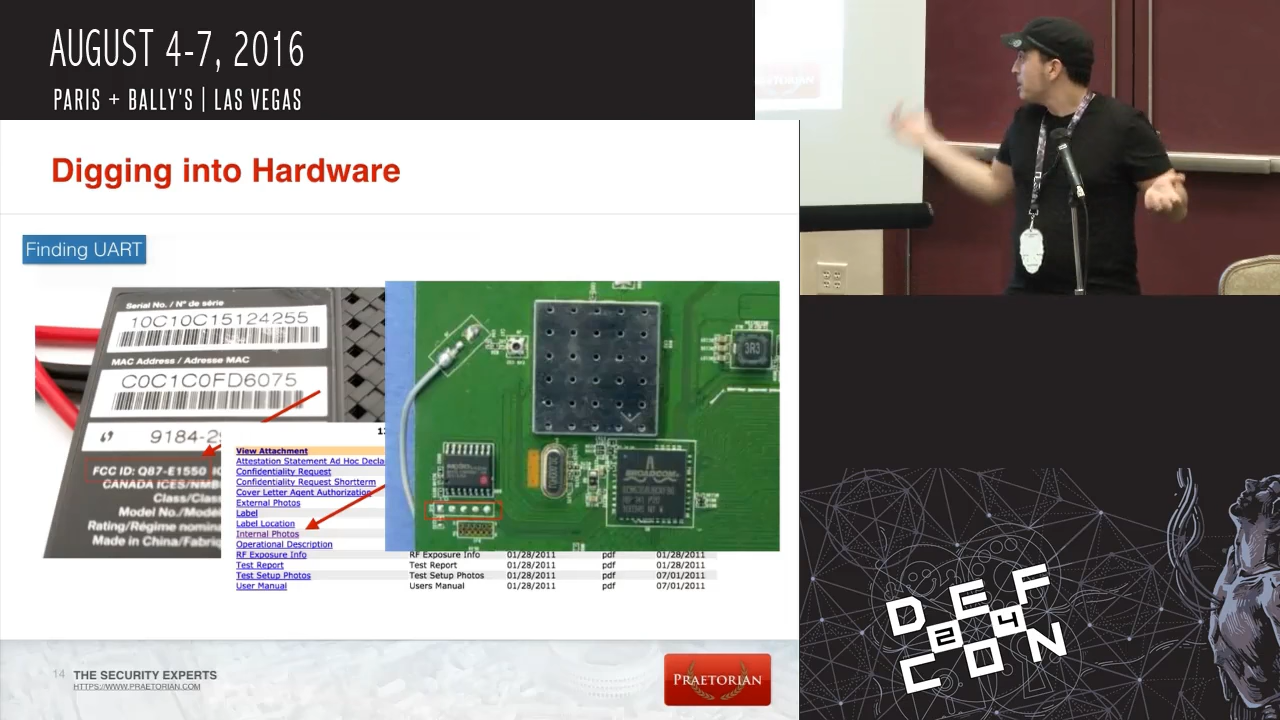 AUGUST 4-7, 2016
PARIS + BALLY'S | LAS VEGAS
Digging into Hardware
Finding UART
Serial No. / N° de série
10C10C15124255
MAC Address / Adresse MAC
C0C1C0FD6075
9184-2
FCC ID: Q87-E1550
CANADA ICES/NMB
Class/Class
Model No./Model
Rating/Régime nomin
Made in China/Fabriq
View Attachment
Attestation Statement Ad Hoc Decla
Confidentiality Request
Confidentiality Request Shortterm
Cover Letter Agent Authorization
External Photos
Label
Label Location
Internal Photos
Operational Description
RF Exposure Info RF Exposure Info 01/28/2011 pdf 01/28/2011
Test Report Test Report 01/28/2011 pdf 01/28/2011
Test Setup Photos Test Setup Photos 01/28/2011 pdf 07/01/2011
User Manual Users Manual 01/28/2011 pdf 07/01/2011
3R3
BROADCOM
14 THE SECURITY EXPERTS
HTTPS://WWW.PRAETORIAN.COM
PRAETORIAN
DEF
24
CON